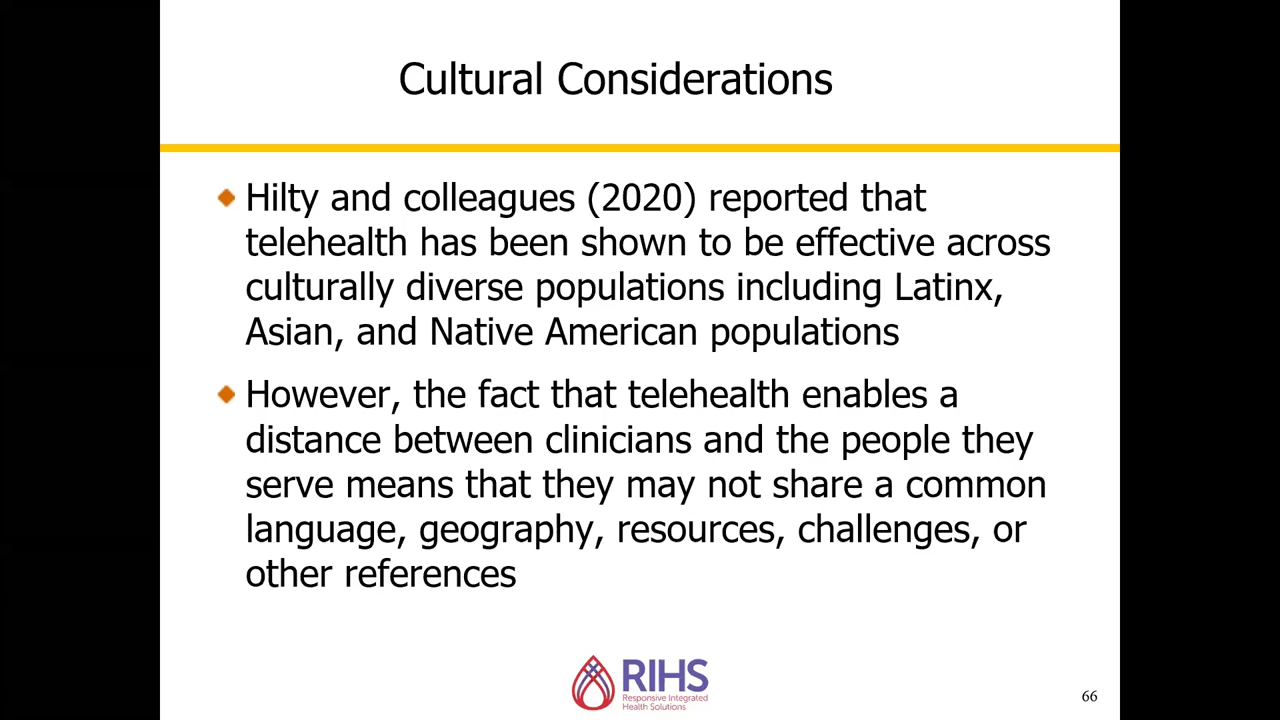 Cultural Considerations
Hilty and colleagues (2020) reported that
telehealth has been shown to be effective across
culturally diverse populations including Latinx,
Asian, and Native American populations
However, the fact that telehealth enables a
distance between clinicians and the people they
serve means that they may not share a common
language, geography, resources, challenges, or
other references
RIHS
Responsive Integrated
Health Solutions
66